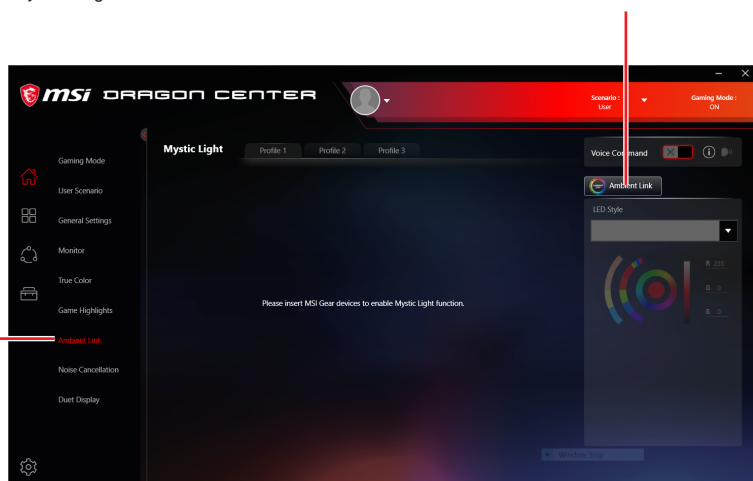 msi DRAGON CENTER
Scenario :
User
Gaming Mode :
ON
Mystic Light
Profile 1
Profile 2
Profile 3
Voice Command
Gaming Mode
User Scenario
General Settings
Monitor
True Color
Game Highlights
Ambient Link
Noise Cancellation
Duet Display
Ambient Link
LED Style
R 255
G 0
B 0
Please insert MSI Gear devices to enable Mystic Light function.
Window Snip